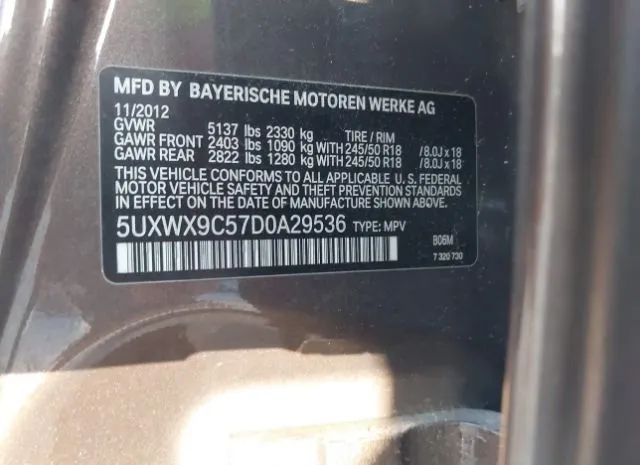 MFD BY BAYERISCHE MOTOREN WERKE AG
11/2012
GVWR 5137 lbs 2330 kg TIRE / RIM
GAWR FRONT 2403 lbs 1090 kg WITH 245/50 R18 /8.0J x 18
GAWR REAR 2822 lbs 1280 kg WITH 245/50 R18 /8.0J x 18
THIS VEHICLE CONFORMS TO ALL APPLICABLE U. S. FEDERAL
MOTOR VEHICLE SAFETY AND THEFT PREVENTION STANDARDS
IN EFFECT ON THE DATE OF MANUFACTURE SHOWN ABOVE.
5UXWX9C57D0A29536 TYPE: MPV
B06M
7 320 730